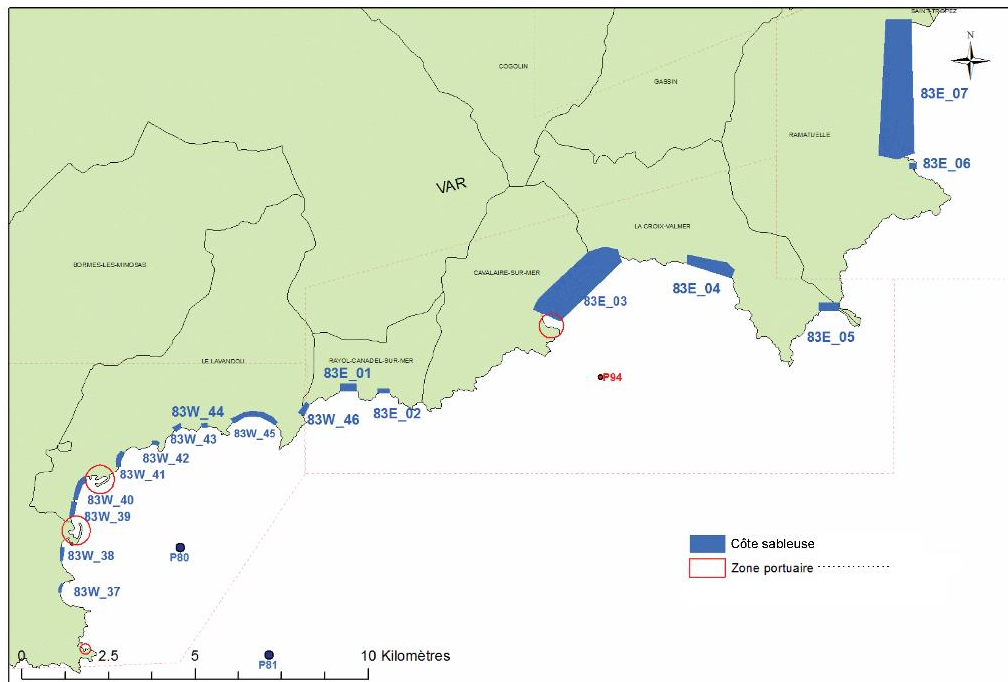 SAINT-TROPEZ
N
COGOLIN
GASSIN
83E_07
RAMATUELLE
83E_06
VAR
LA CROIX-VALMER
BORMES-LES-MIMOSAS
CAVALAIRE-SUR-MER
83E_04
83E_03
83E_05
LE LAVANDOU
RAYOL-CANADEL-SUR-MER
83E_01
P94
83W_44
83E_02
83W_46
83W_43
83W_45
83W_42
83W_41
83W_40
83W_39
83W_38
P80
Côte sableuse
Zone portuaire
83W_37
0 2.5 5 10 Kilomètres
P81